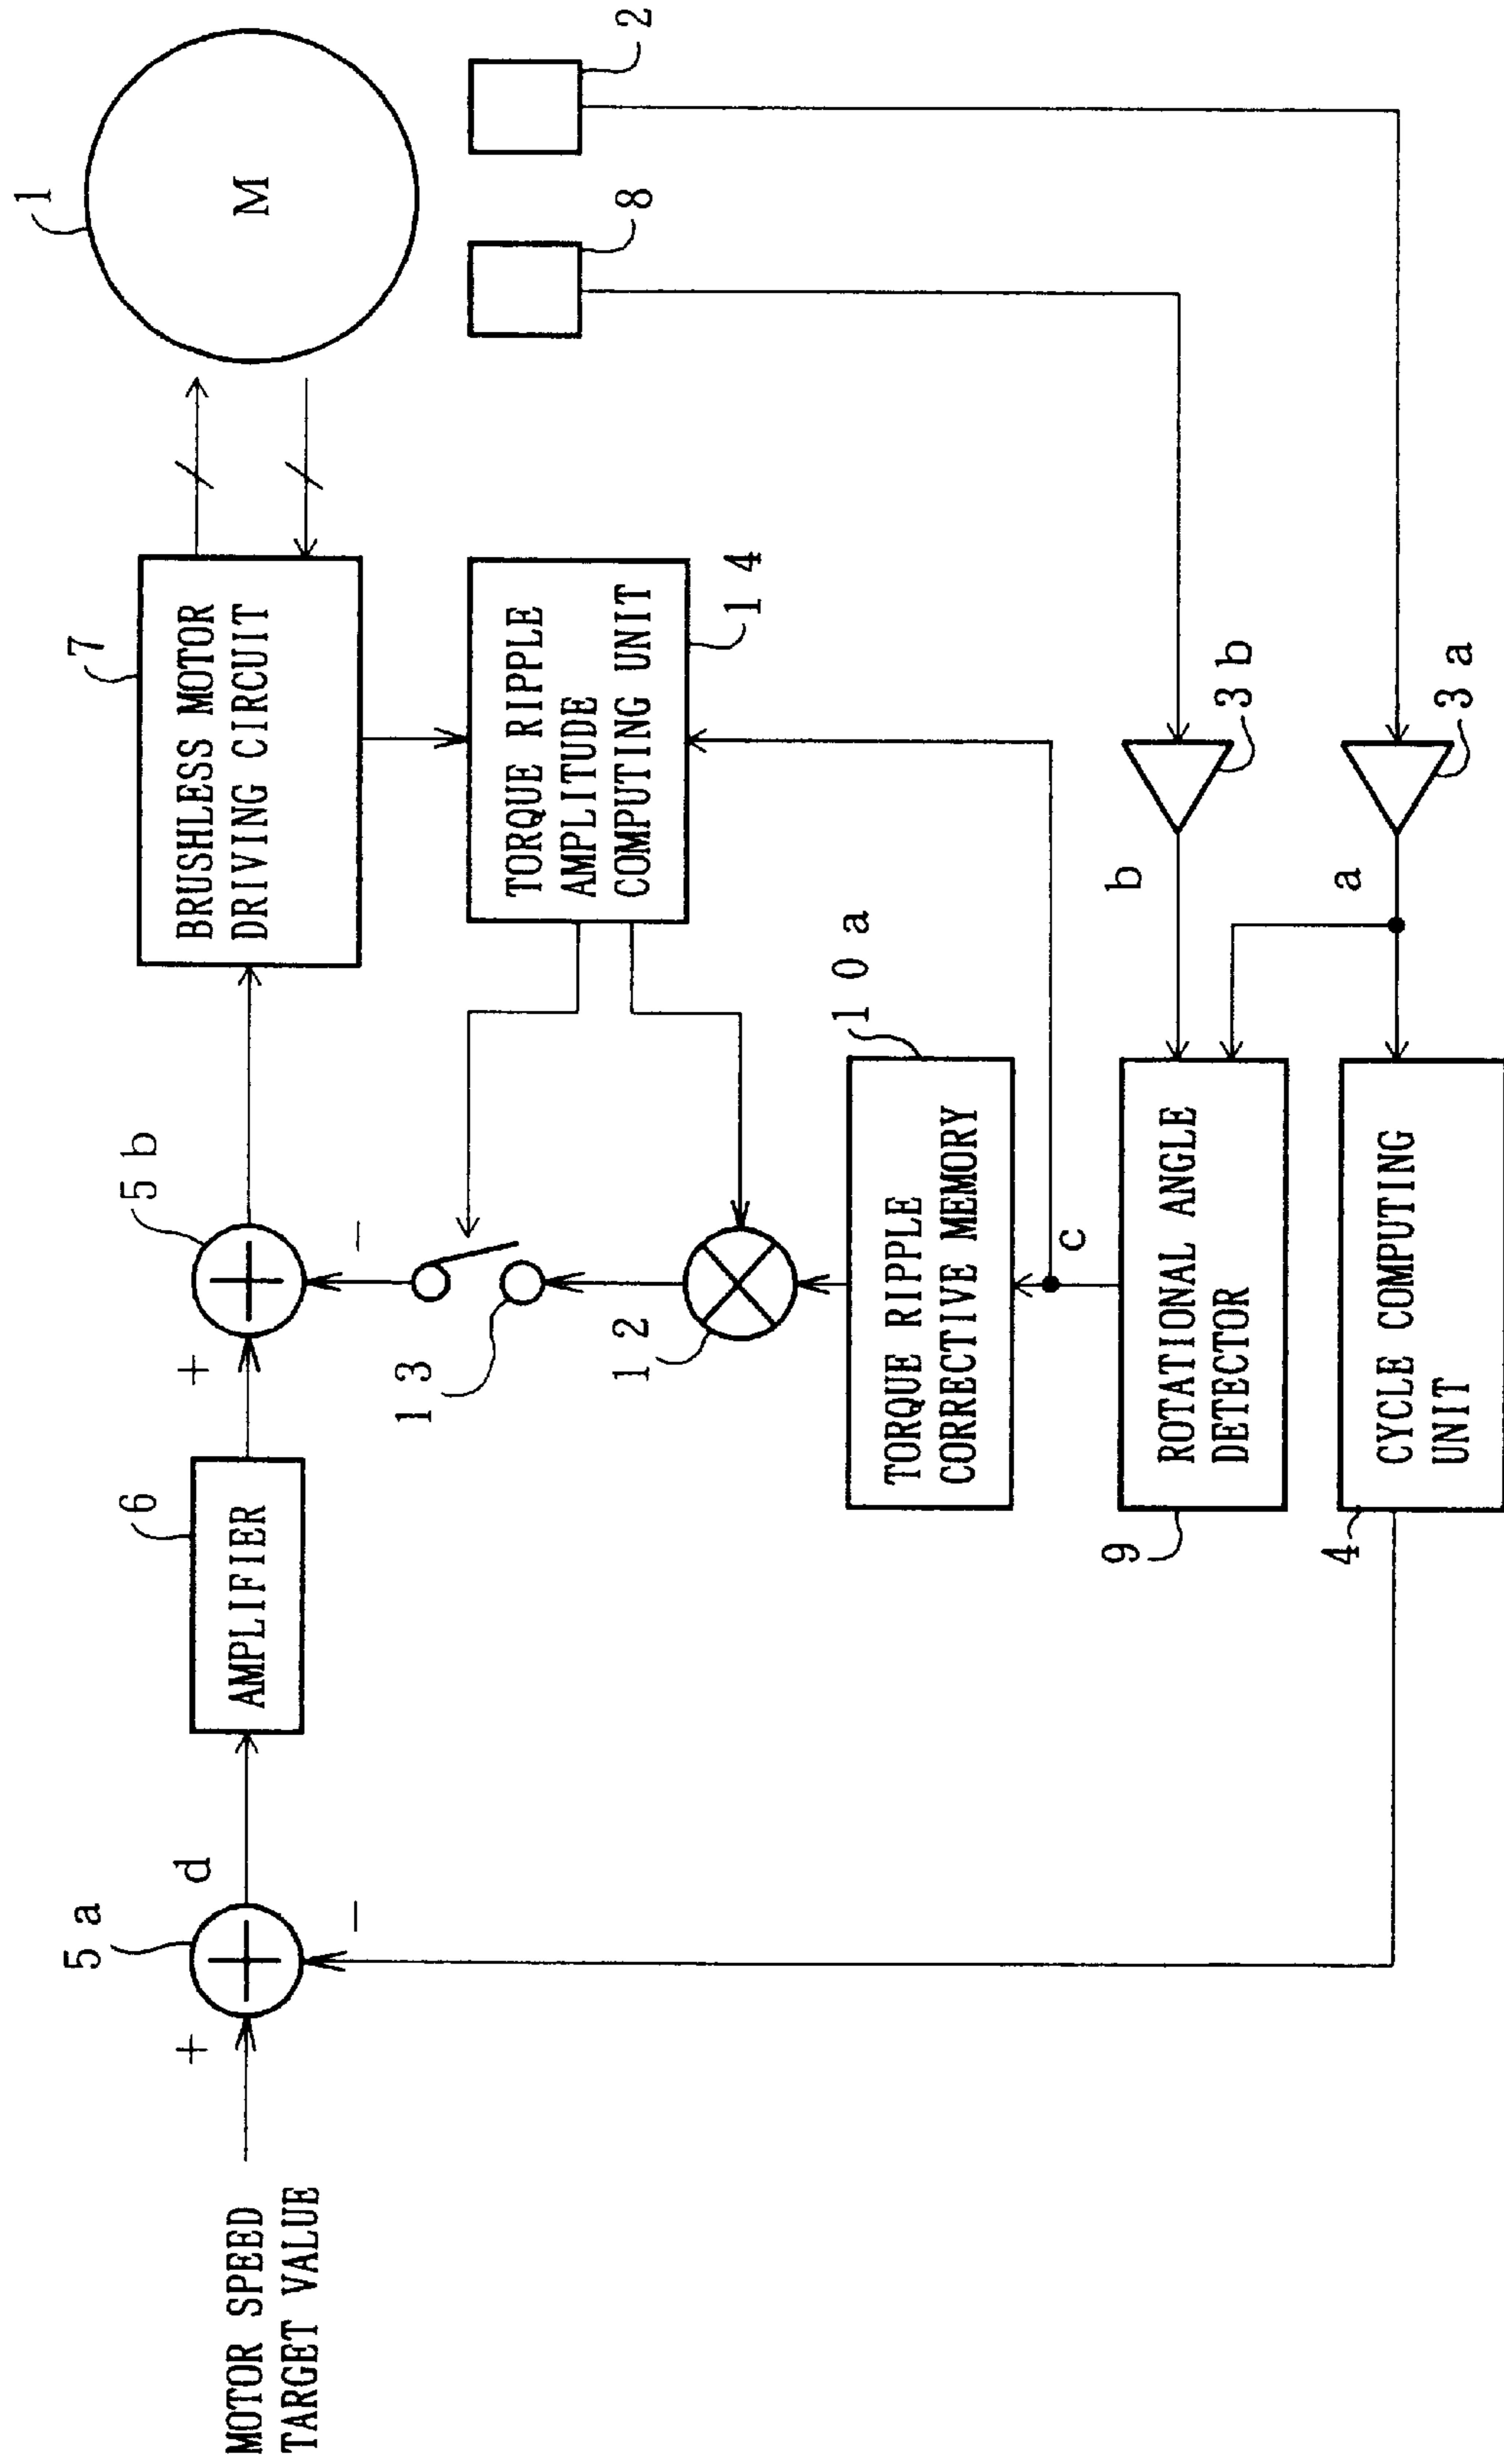 MOTOR SPEED
TARGET VALUE
+
5a
-
d
6
AMPLIFIER
+
5b
-
7
BRUSHLESS MOTOR
DRIVING CIRCUIT
1
M
13
12
TORQUE RIPPLE
AMPLITUDE
COMPUTING UNIT
14
8
2
10a
TORQUE RIPPLE
CORRECTIVE MEMORY
c
9
ROTATIONAL ANGLE
DETECTOR
b
3b
4
CYCLE COMPUTING
UNIT
a
3a